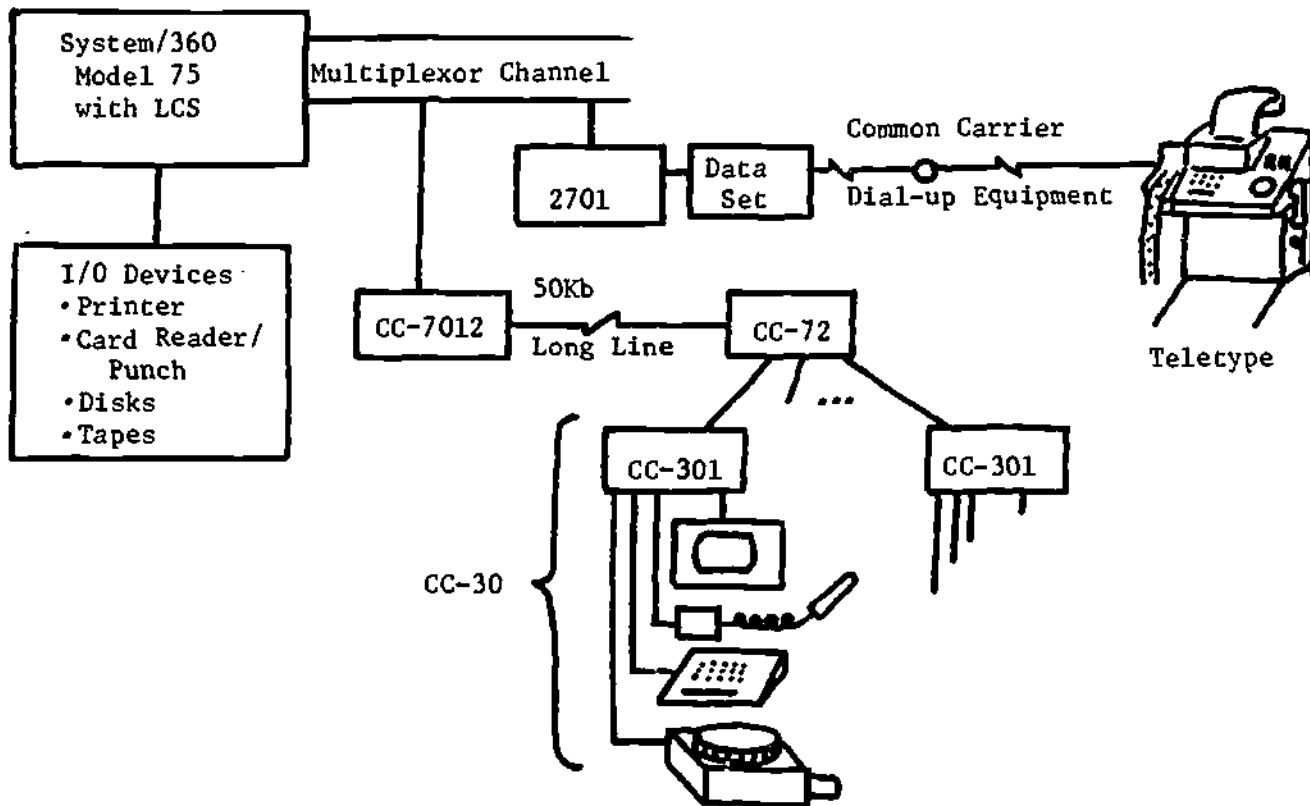 System/360
Model 75
with LCS
Multiplexor Channel
I/O Devices
•Printer
•Card Reader/
Punch
•Disks
•Tapes
2701
Data
Set
Common Carrier
Dial-up Equipment
Teletype
CC-7012
50Kb
Long Line
CC-72
...
CC-301
CC-301
CC-30